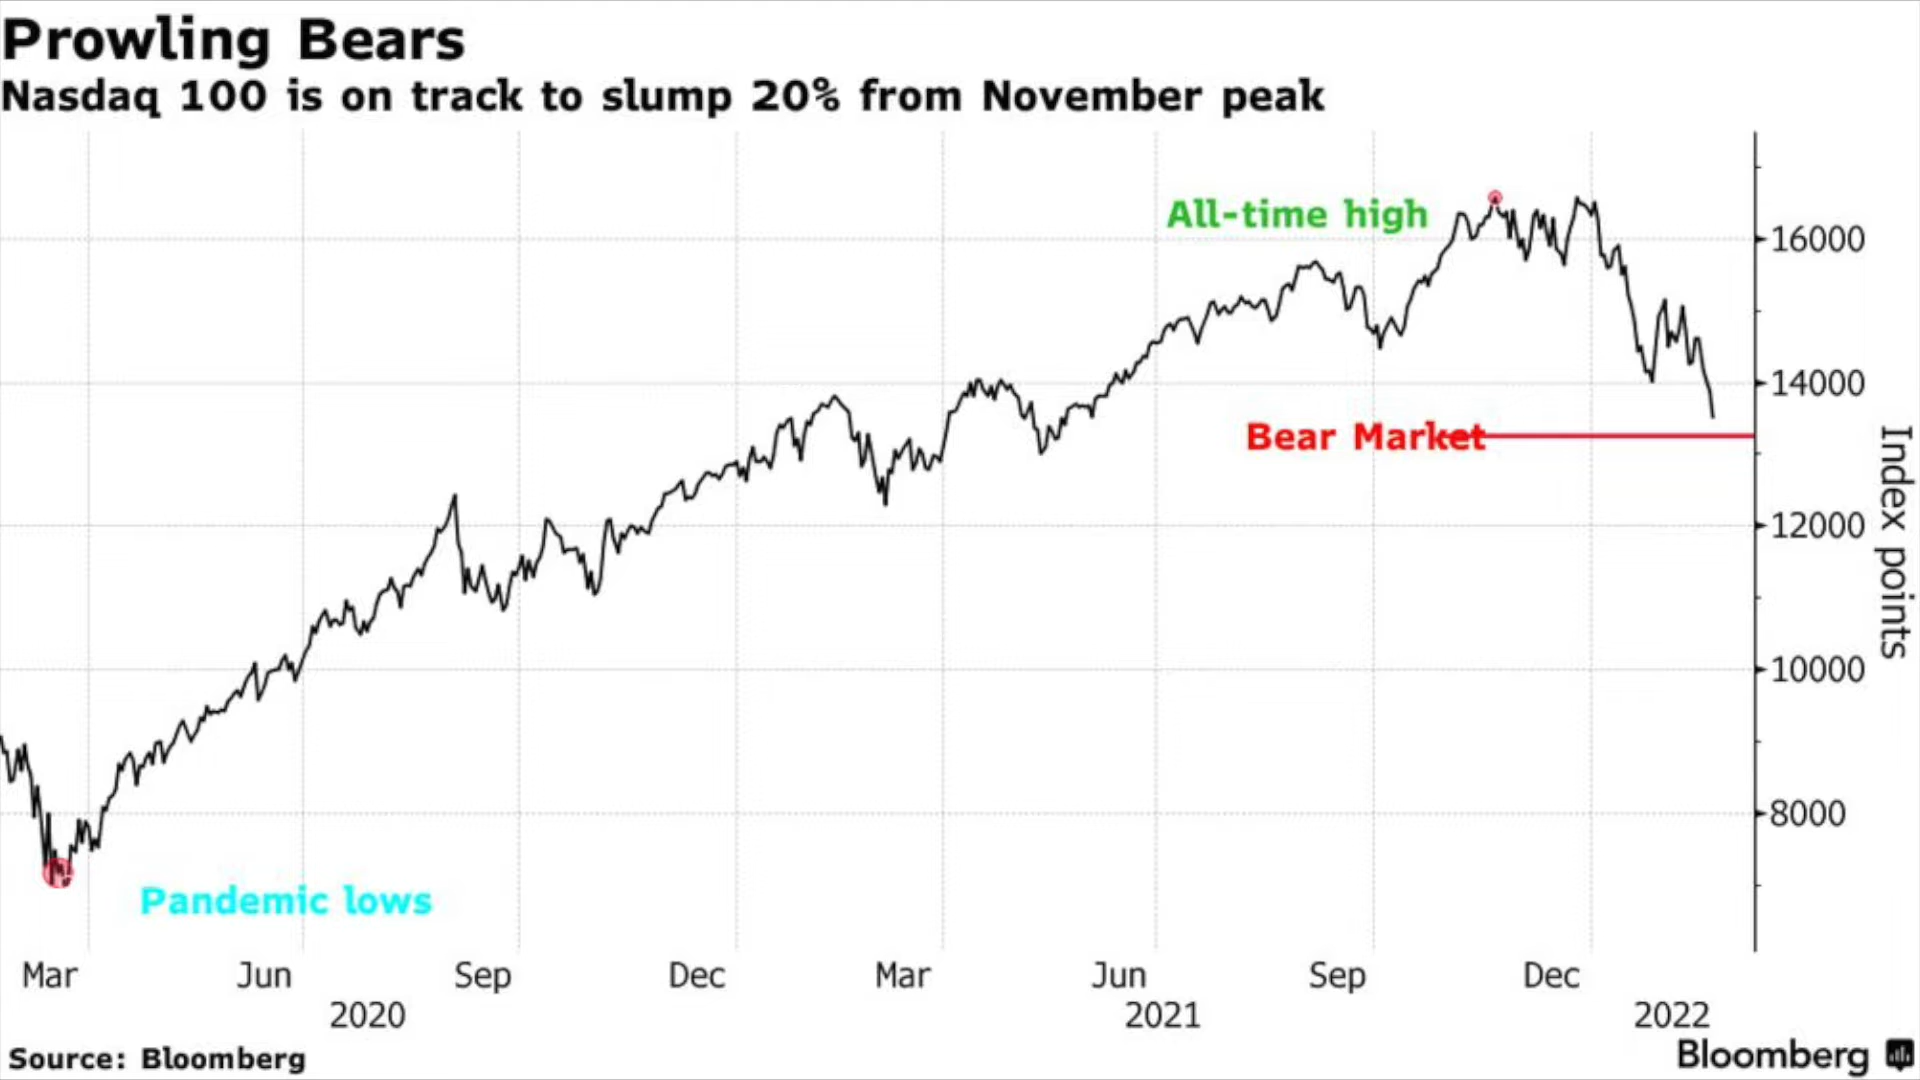 Prowling Bears
Nasdaq 100 is on track to slump 20% from November peak
All-time high
16000
14000
Bear Market
12000
10000
8000
Index points
Pandemic lows
Mar Jun Sep Dec Mar Jun Sep Dec
2020 2021 2022
Source: Bloomberg
Bloomberg